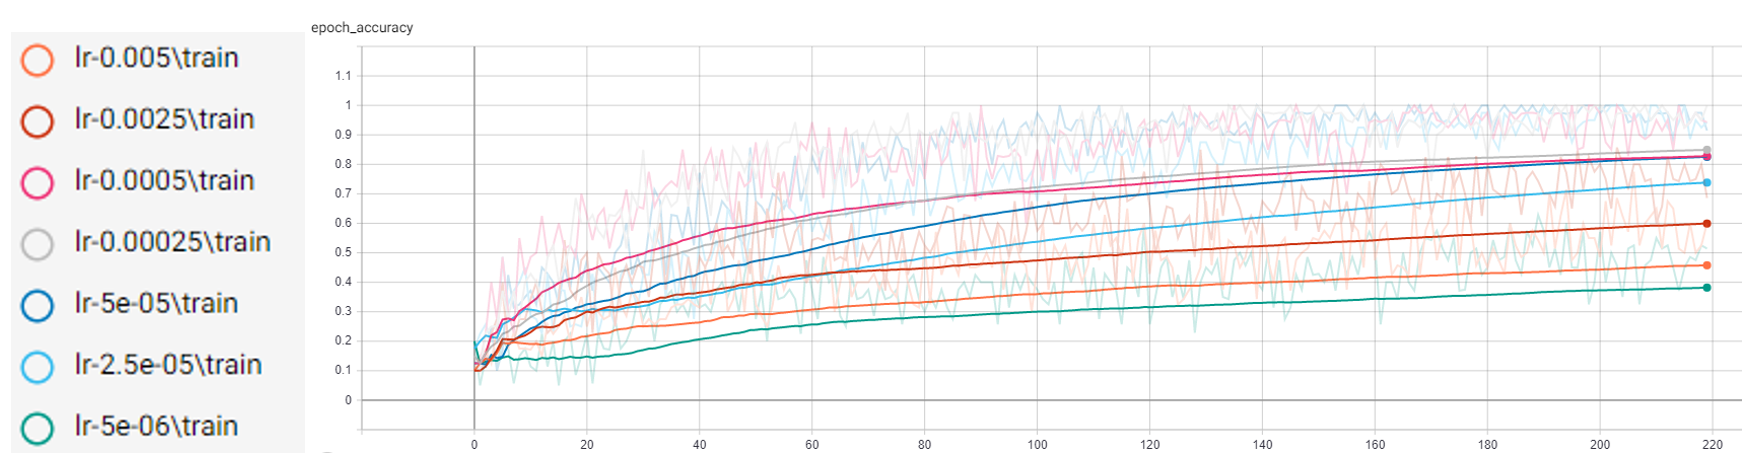 epoch_accuracy
lr-0.005\train
lr-0.0025\train
lr-0.0005\train
lr-0.00025\train
lr-5e-05\train
lr-2.5e-05\train
lr-5e-06\train
1.1
1
0.9
0.8
0.7
0.6
0.5
0.4
0.3
0.2
0.1
0
0 20 40 60 80 100 120 140 160 180 200 220